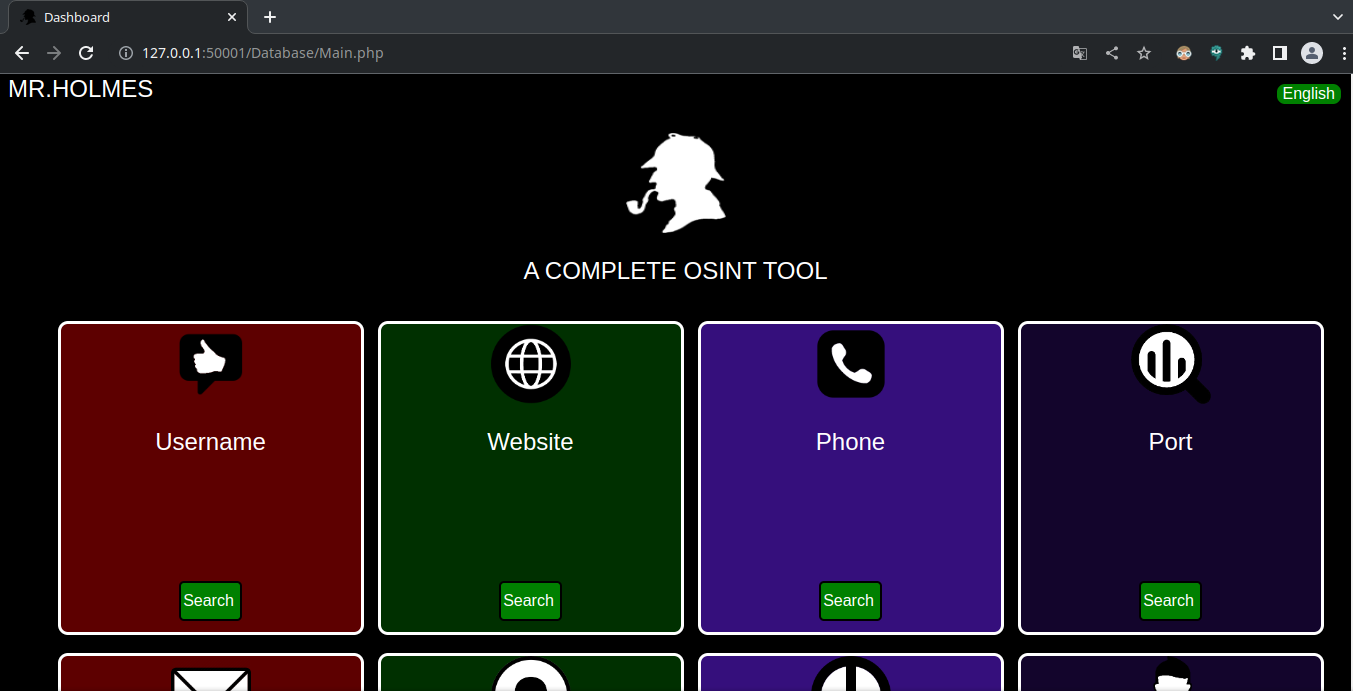 Dashboard
127.0.0.1:50001/Database/Main.php
MR.HOLMES
English
A COMPLETE OSINT TOOL
Username
Website
Phone
Port
Search
Search
Search
Search